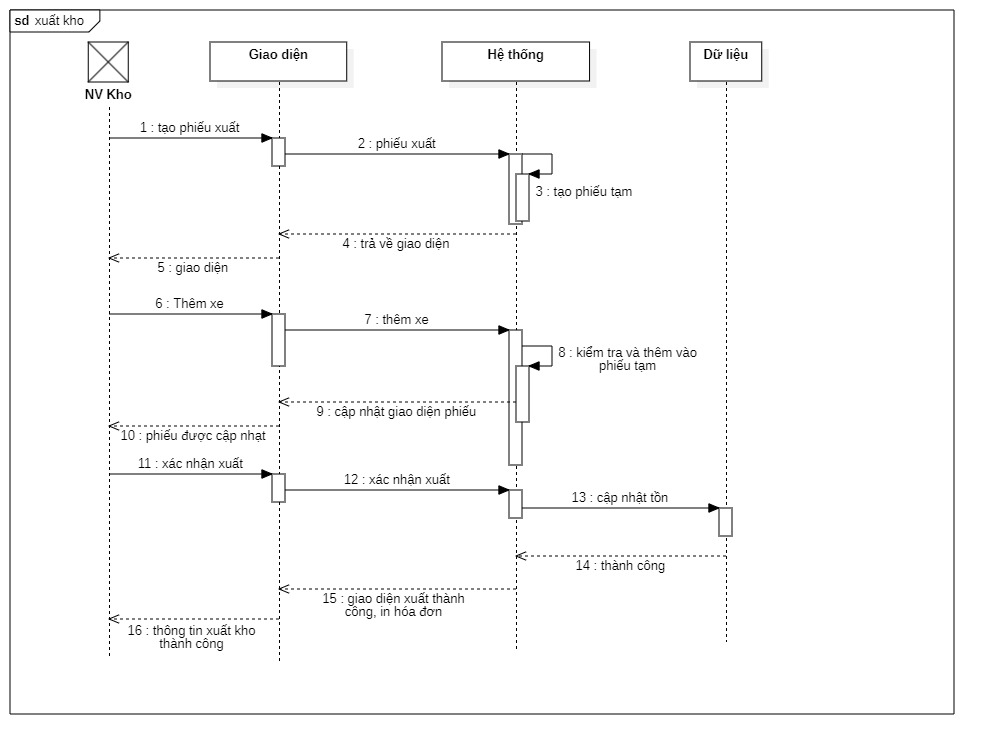 sd xuất kho
Giao diện
Hệ thống
Dữ liệu
NV Kho
1 : tạo phiếu xuất
2 : phiếu xuất
3 : tạo phiếu tạm
4 : trả về giao diện
5 : giao diện
6 : Thêm xe
7 : thêm xe
8 : kiểm tra và thêm vào
phiếu tạm
9 : cập nhật giao diện phiếu
10 : phiếu được cập nhạt
11 : xác nhận xuất
12 : xác nhận xuất
13 : cập nhật tồn
14 : thành công
15 : giao diện xuất thành
công, in hóa đơn
16 : thông tin xuất kho
thành công